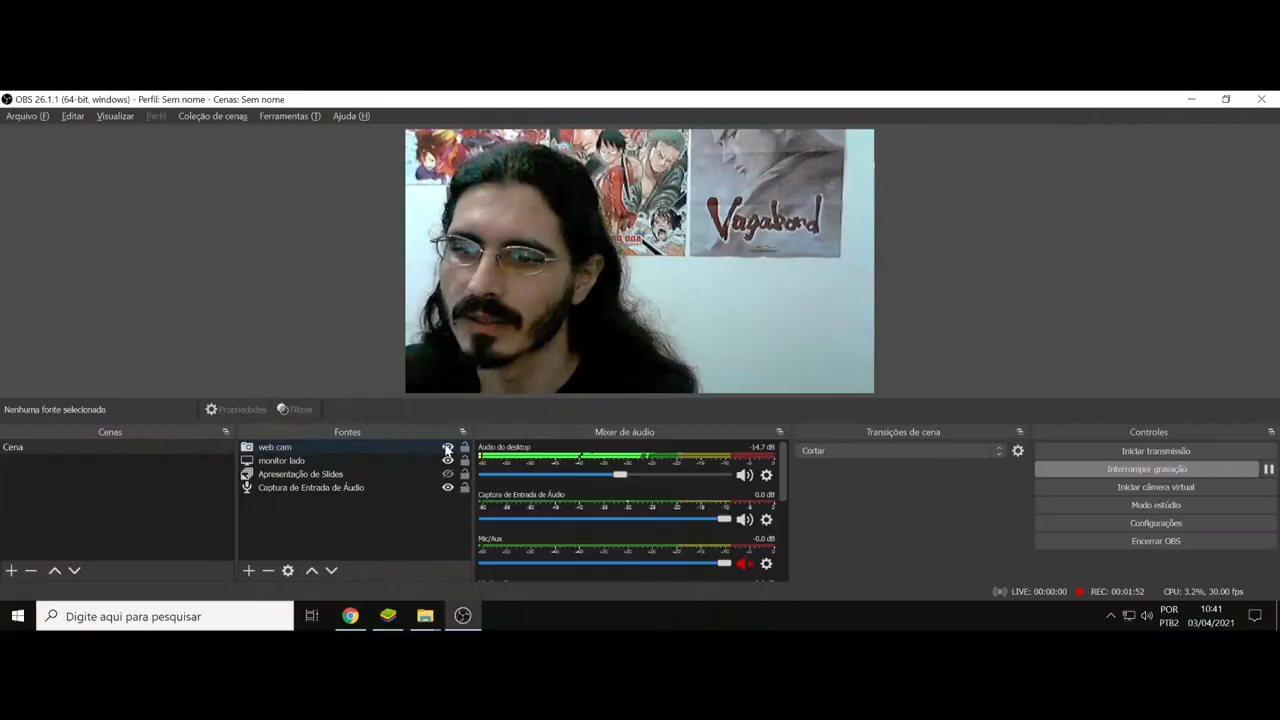 OBS 26.1.1 (64-bit, windows) - Perfil: Sem nome - Cenas: Sem nome
Arquivo (F) Editar Visualizar Perfil Coleção de cenas Ferramentas (T) Ajuda (H)
Vagabond
Nenhuma fonte selecionada Propriedades Filtros
Cenas Fontes Mixer de áudio Transições de cena Controles
Cena
web cam
monitor lado
Apresentação de Slides
Captura de Entrada de Áudio
Áudio do desktop -14.7 dB
Captura de Entrada de Áudio 0.0 dB
Mic/Aux -0.0 dB
Cortar
Iniciar transmissão
Interromper gravação
Iniciar câmera virtual
Modo estúdio
Configurações
Encerrar OBS
LIVE: 00:00:00 REC: 00:01:52 CPU: 3.2%, 30.00 fps
Digite aqui para pesquisar
POR
PTB2
10:41
03/04/2021